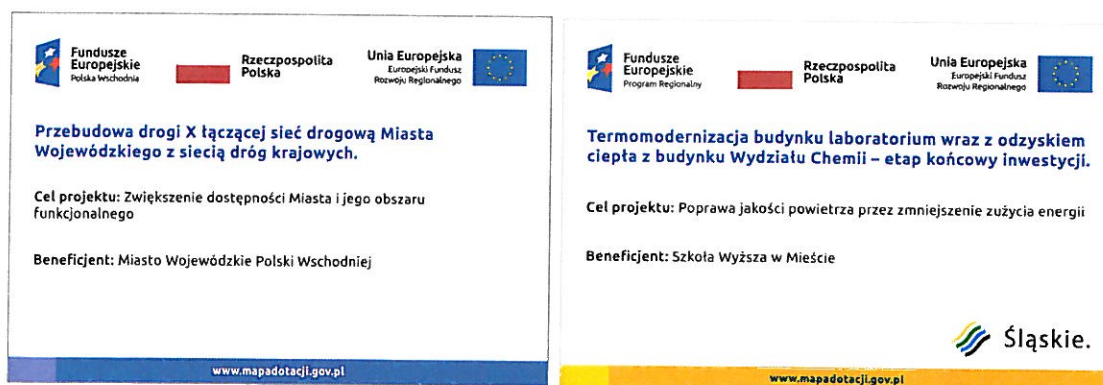 Fundusze
Europejskie
Polska Wschodnia
Rzeczpospolita
Polska
Unia Europejska
Europejski Fundusz
Rozwoju Regionalnego
Przebudowa drogi X łączącej sieć drogową Miasta
Wojewódzkiego z siecią dróg krajowych.
Cel projektu: Zwiększenie dostępności Miasta i jego obszaru
funkcjonalnego
Beneficjent: Miasto Wojewódzkie Polski Wschodniej
www.mapadotacji.gov.pl
Fundusze
Europejskie
Program Regionalny
Rzeczpospolita
Polska
Unia Europejska
Europejski Fundusz
Rozwoju Regionalnego
Termomodernizacja budynku laboratorium wraz z odzyskiem
ciepła z budynku Wydziału Chemii – etap końcowy inwestycji.
Cel projektu: Poprawa jakości powietrza przez zmniejszenie zużycia energii
Beneficjent: Szkoła Wyższa w Mieście
Śląskie.
www.mapadotacji.gov.pl